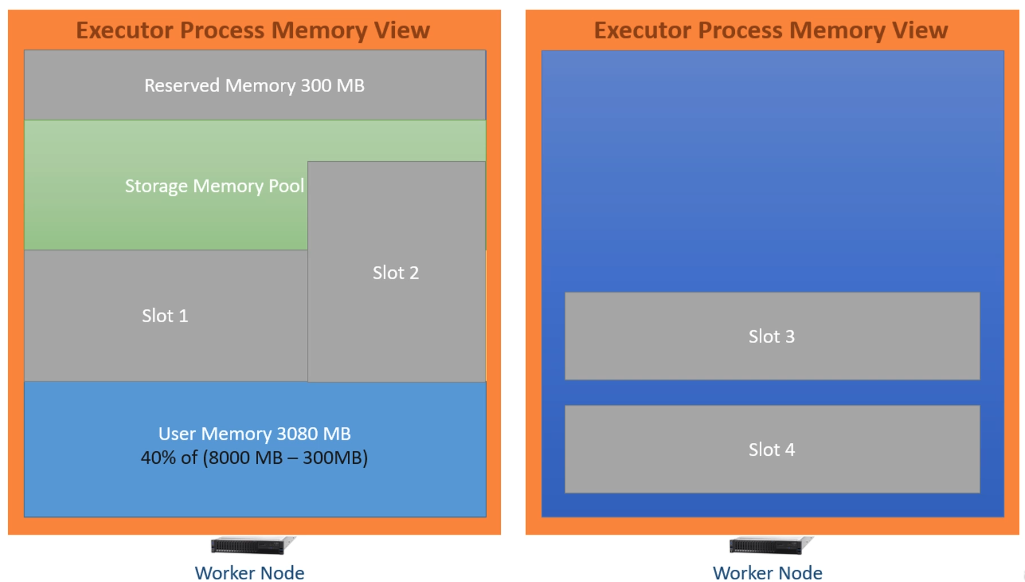 Executor Process Memory View
Reserved Memory 300 MB
Storage Memory Pool
Slot 2
Slot 1
User Memory 3080 MB
40% of (8000 MB – 300MB)
Worker Node
Executor Process Memory View
Slot 3
Slot 4
Worker Node